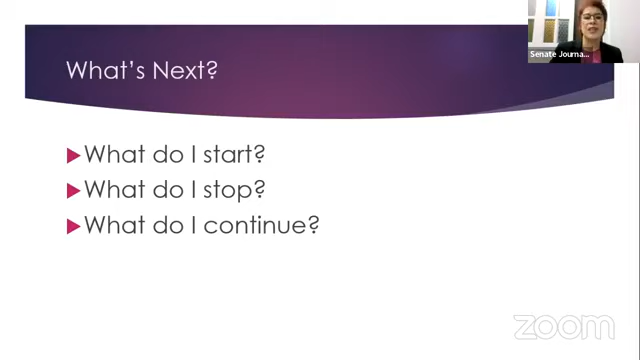 What's Next?
Senate Journa...
What do I start?
What do I stop?
What do I continue?
zoom